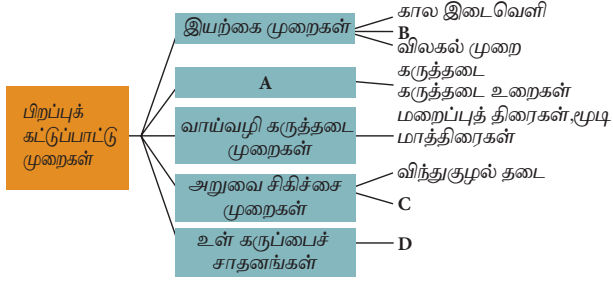 பிறப்புக்
கட்டுப்பாட்டு
முறைகள்
இயற்கை முறைகள்
கால இடைவெளி
B
விலகல் முறை
A
கருத்தடை
கருத்தடை உறைகள்
மறைப்புத் திரைகள்,மூடி
வாய்வழி கருத்தடை
முறைகள்
மாத்திரைகள்
அறுவை சிகிச்சை
முறைகள்
விந்துகுழல் தடை
C
உள் கருப்பைச்
சாதனங்கள்
D